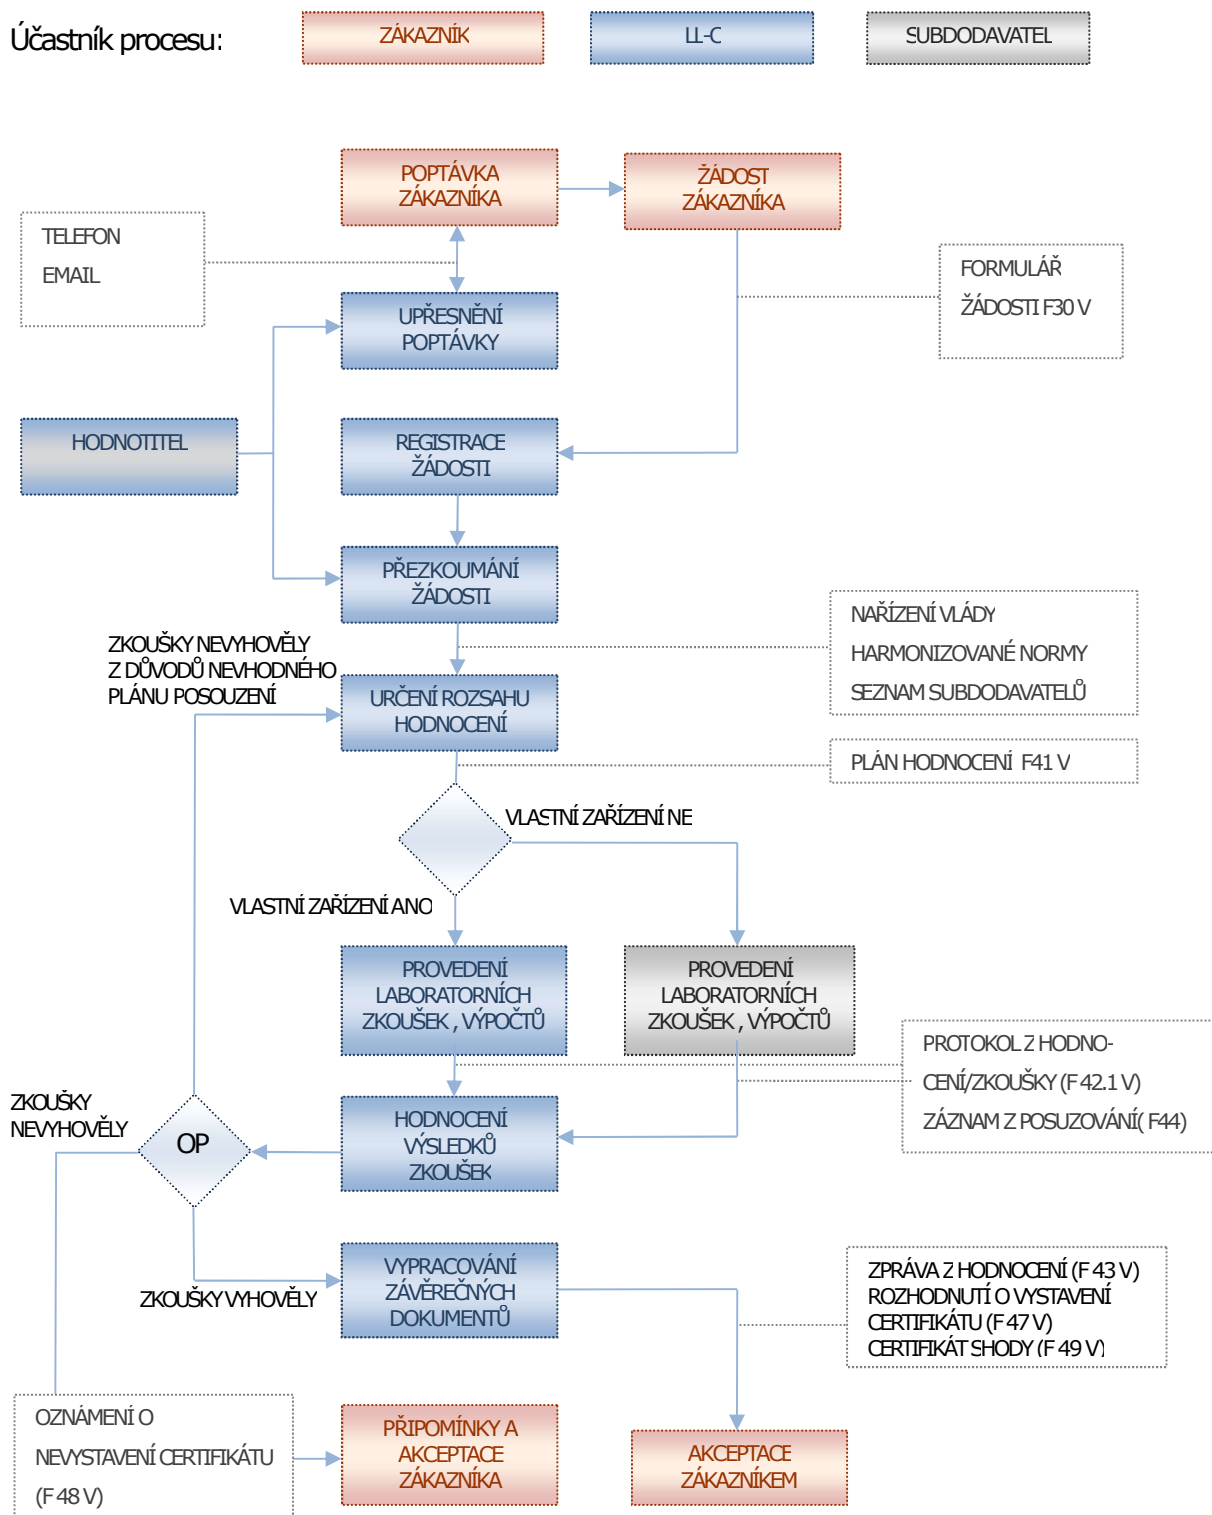 Účastník procesu:
ZÁKAZNÍK
LL-C
SUBDODAVATEL
POPTÁVKA
ZÁKAZNÍKA
ŽÁDOST
ZÁKAZNÍKA
TELEFON
EMAIL
FORMULÁŘ
ŽÁDOSTI F30 V
UPŘESNĚNÍ
POPTÁVKY
HODNOTITEL
REGISTRACE
ŽÁDOSTI
PŘEZKOUMÁNÍ
ŽÁDOSTI
NAŘÍZENÍ VLÁDY
HARMONIZOVANÉ NORMY
SEZNAM SUBDODAVATELŮ
ZKOUŠKY NEVYHOVĚLY
Z DŮVODŮ NEVHODNÉHO
PLÁNU POSOUZENÍ
URČENÍ ROZSAHU
HODNOCENÍ
PLÁN HODNOCENÍ F41 V
VLASTNÍ ZAŘÍZENÍ NE
VLASTNÍ ZAŘÍZENÍ ANO
PROVEDENÍ
LABORATORNÍCH
ZKOUŠEK , VÝPOČTŮ
PROVEDENÍ
LABORATORNÍCH
ZKOUŠEK , VÝPOČTŮ
PROTOKOL Z HODNO-
CENÍ/ZKOUŠKY (F 42.1 V)
ZÁZNAM Z POSUZOVÁNÍ( F44)
ZKOUŠKY
NEVYHOVĚLY
OP
HODNOCENÍ
VÝSLEDKŮ
ZKOUŠEK
ZKOUŠKY VYHOVĚLY
VYPRACOVÁNÍ
ZÁVĚREČNÝCH
DOKUMENTŮ
ZPRÁVA Z HODNOCENÍ (F 43 V)
ROZHODNUTÍ O VYSTAVENÍ
CERTIFIKÁTU (F 47 V)
CERTIFIKÁT SHODY (F 49 V)
OZNÁMENÍ O
NEVYSTAVENÍ CERTIFIKÁTU
(F 48 V)
PŘIPOMÍNKY A
AKCEPTACE
ZÁKAZNÍKA
AKCEPTACE
ZÁKAZNÍKEM